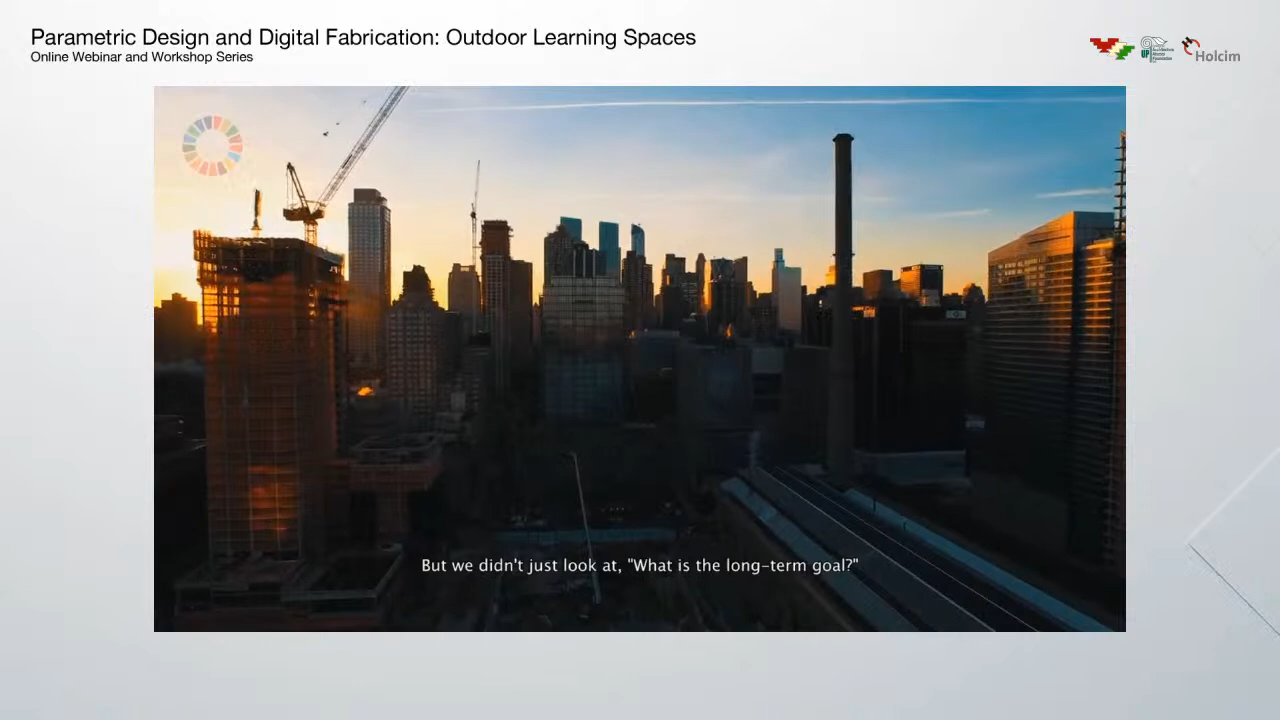 Parametric Design and Digital Fabrication: Outdoor Learning Spaces
Online Webinar and Workshop Series
UP
Holcim
But we didn't just look at, "What is the long-term goal?"